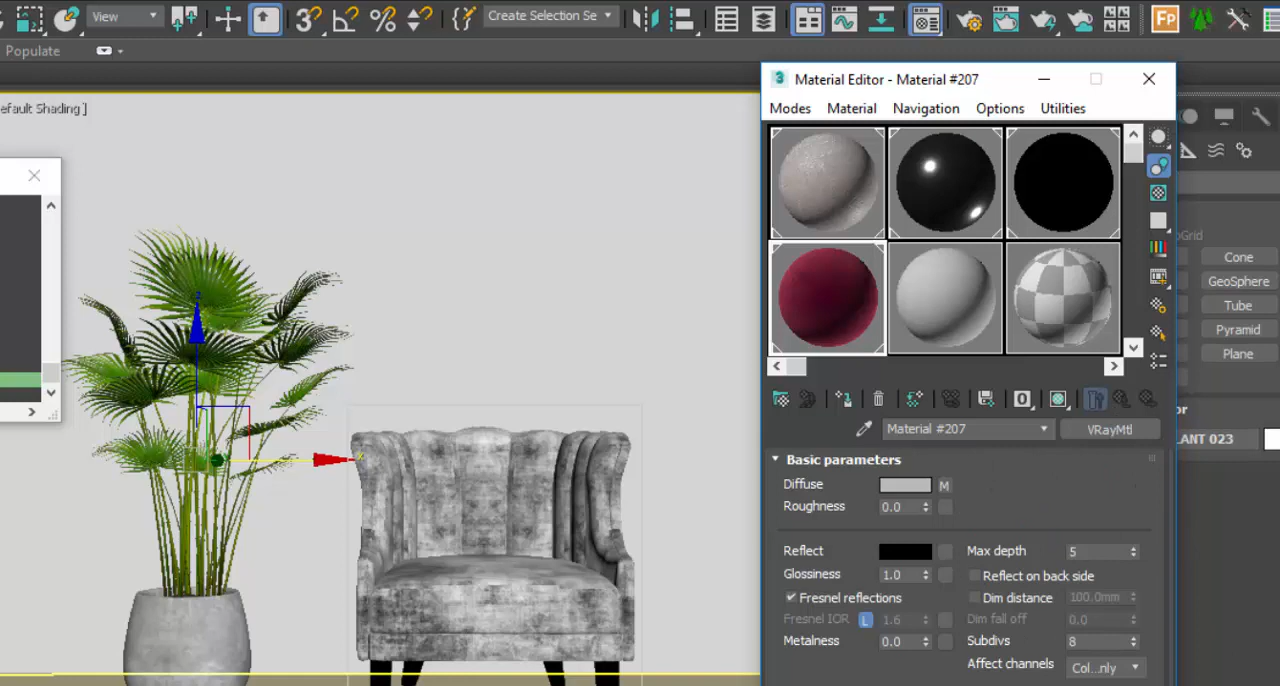 View
Create Selection Se
Populate
efault Shading ]
Material Editor - Material #207
Modes Material Navigation Options Utilities
Grid
Cone
GeoSphere
Tube
Pyramid
Plane
or
LANT 023
Material #207 VRayMtl
Basic parameters
Diffuse M
Roughness 0.0
Reflect Max depth 5
Glossiness 1.0 Reflect on back side
Fresnel reflections Dim distance 100.0mm
Fresnel IOR L 1.6 Dim fall off 0.0
Metalness 0.0 Subdivs 8
Affect channels Col...nly